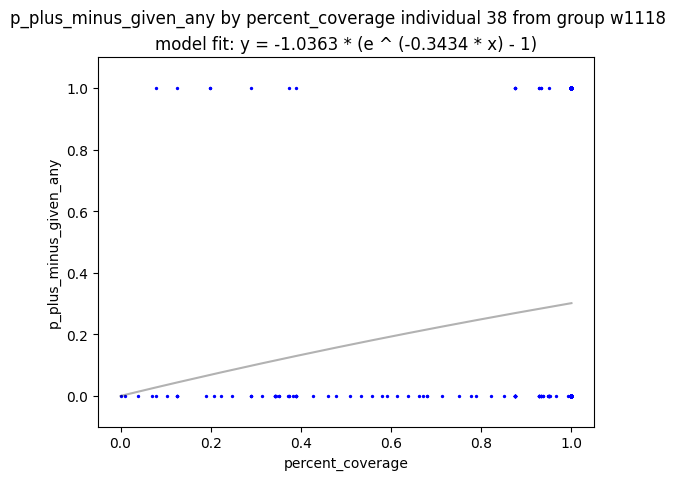 p_plus_minus_given_any by percent_coverage individual 38 from group w1118
model fit: y = -1.0363 * (e ^ (-0.3434 * x) - 1)
1.0
0.8
0.6
0.4
0.2
0.0
p_plus_minus_given_any
0.0 0.2 0.4 0.6 0.8 1.0
percent_coverage